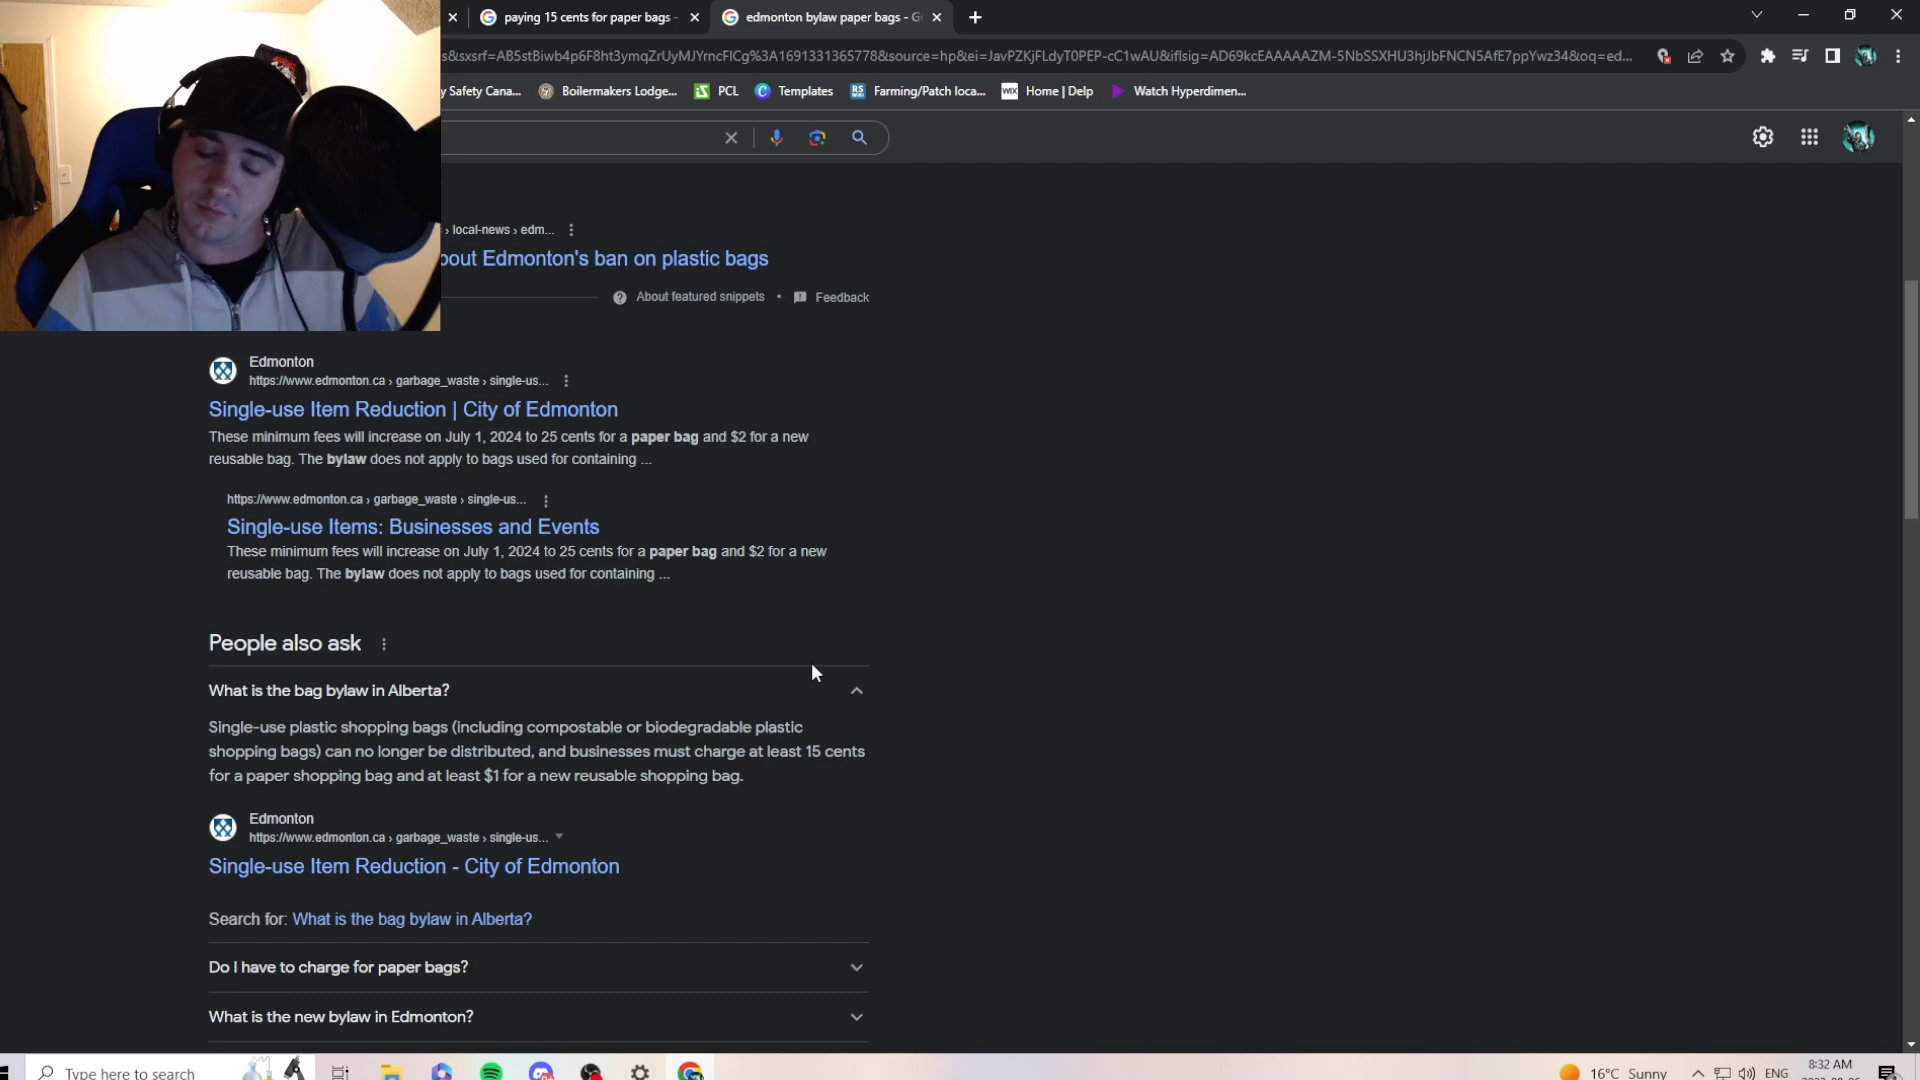 paying 15 cents for paper bags -
edmonton bylaw paper bags - G
s&sxsrf=AB5stBiwb4p6F8ht3ymqZrUyMJYrncFlCg%3A1691331365778&source=hp&ei=JavPZKjFLdyT0PEP-cC1wAU&iflsig=AD69kcEAAAAAZM-5NbSSXHU3hjJbFNCN5AfE7ppYwz34&oq=ed...
y Safety Cana...
Boilermakers Lodge...
PCL
Templates
Farming/Patch loca...
Home | Delp
Watch Hyperdimen...
› local-news › edm...
bout Edmonton's ban on plastic bags
About featured snippets • Feedback
Edmonton
https://www.edmonton.ca › garbage_waste › single-us...
Single-use Item Reduction | City of Edmonton
These minimum fees will increase on July 1, 2024 to 25 cents for a paper bag and $2 for a new
reusable bag. The bylaw does not apply to bags used for containing ...
https://www.edmonton.ca › garbage_waste › single-us...
Single-use Items: Businesses and Events
These minimum fees will increase on July 1, 2024 to 25 cents for a paper bag and $2 for a new
reusable bag. The bylaw does not apply to bags used for containing ...
People also ask
What is the bag bylaw in Alberta?
Single-use plastic shopping bags (including compostable or biodegradable plastic
shopping bags) can no longer be distributed, and businesses must charge at least 15 cents
for a paper shopping bag and at least $1 for a new reusable shopping bag.
Edmonton
https://www.edmonton.ca › garbage_waste › single-us...
Single-use Item Reduction - City of Edmonton
Search for: What is the bag bylaw in Alberta?
Do I have to charge for paper bags?
What is the new bylaw in Edmonton?
Type here to search
16°C Sunny
ENG
8:32 AM